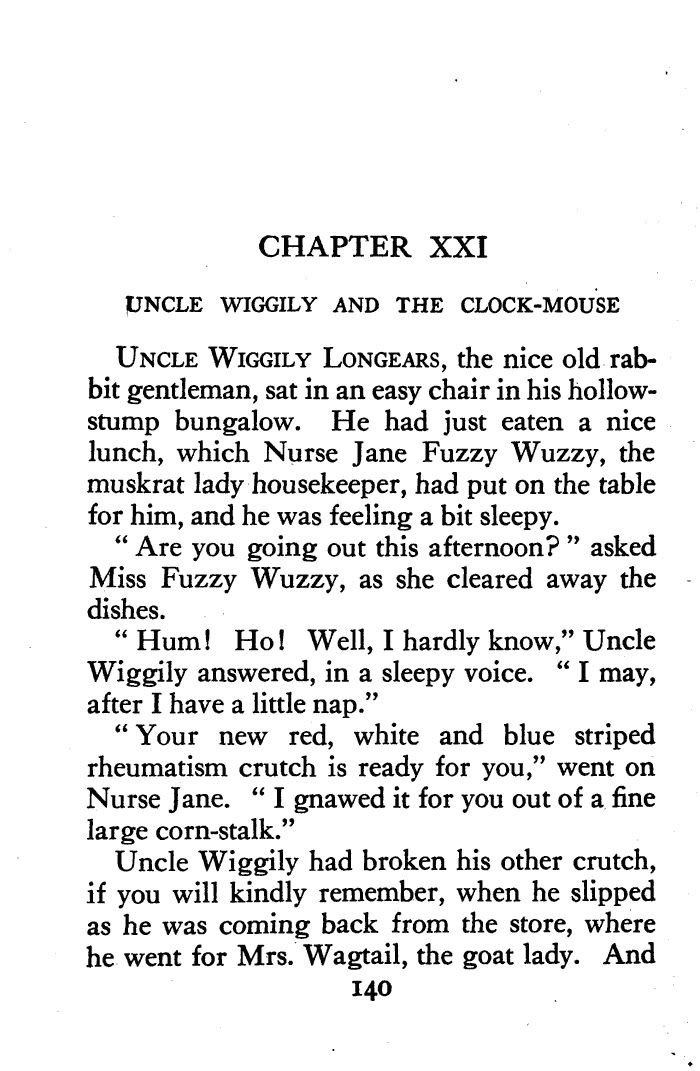 CHAPTER XXI
UNCLE WIGGILY AND THE CLOCK-MOUSE
UNCLE WIGGILY LONGEARS, the nice old rab-
bit gentleman, sat in an easy chair in his hollow-
stump bungalow. He had just eaten a nice
lunch, which Nurse Jane Fuzzy Wuzzy, the
muskrat lady housekeeper, had put on the table
for him, and he was feeling a bit sleepy.
“ Are you going out this afternoon? ” asked
Miss Fuzzy Wuzzy, as she cleared away the
dishes.
“ Hum! Ho! Well, I hardly know,” Uncle
Wiggily answered, in a sleepy voice. “ I may,
after I have a little nap.”
“ Your new red, white and blue striped
rheumatism crutch is ready for you,” went on
Nurse Jane. “ I gnawed it for you out of a fine
large corn-stalk.”
Uncle Wiggily had broken his other crutch,
if you will kindly remember, when he slipped
as he was coming back from the store, where
he went for Mrs. Wagtail, the goat lady. And
140